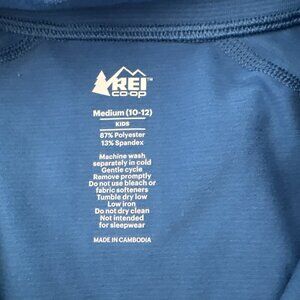 REI
CO·OP
Medium (10-12)
KIDS
87% Polyester
13% Spandex
Machine wash
separately in cold
Gentle cycle
Remove promptly
Do not use bleach or
fabric softeners
Tumble dry low
Low iron
Do not dry clean
Not intended
for sleepwear
MADE IN CAMBODIA